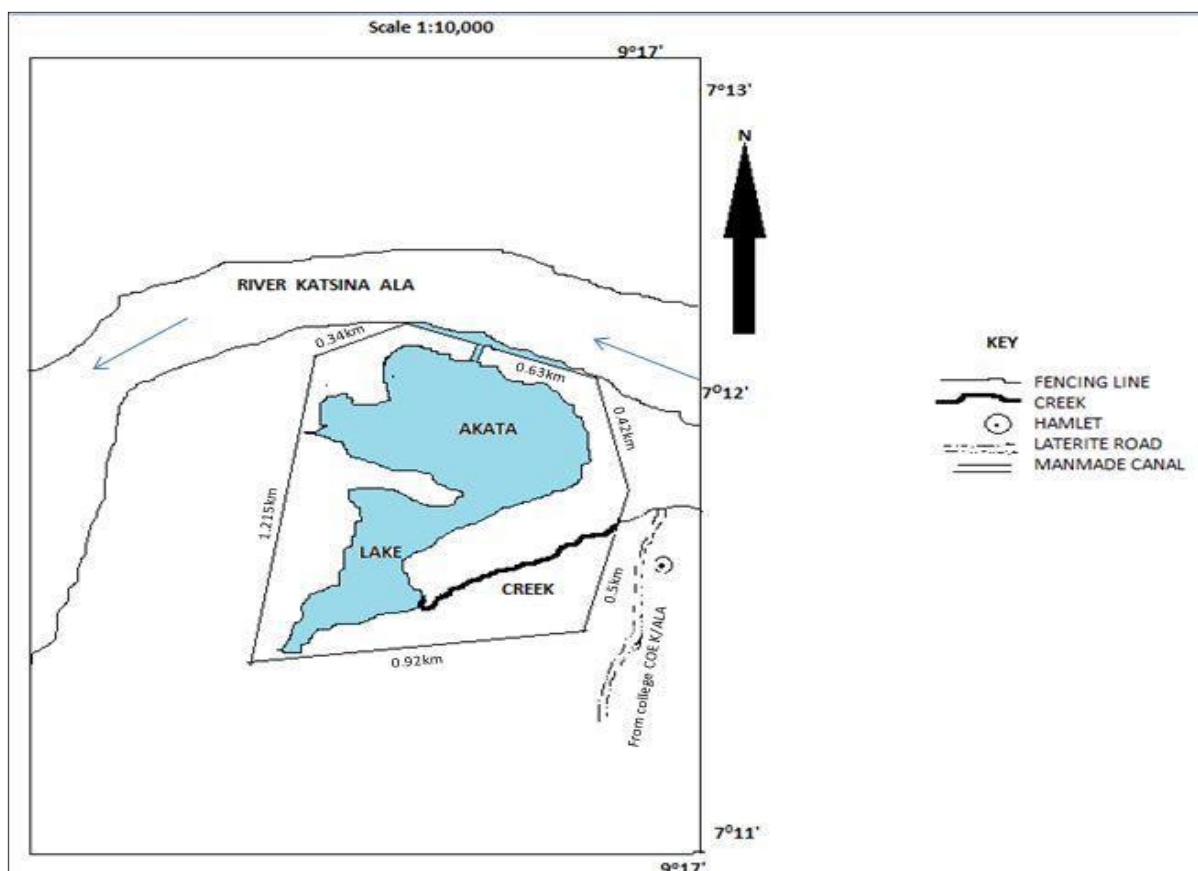 Scale 1:10,000
9°17'
7°13'
N
RIVER KATSINA ALA
0.34km
0.63km
7°12'
KEY
FENCING LINE
CREEK
HAMLET
LATERITE ROAD
MANMADE CANAL
AKATA
0.42km
1.215km
LAKE
CREEK
0.5km
0.92km
From college COE K/ALA
7°11'
9°17'